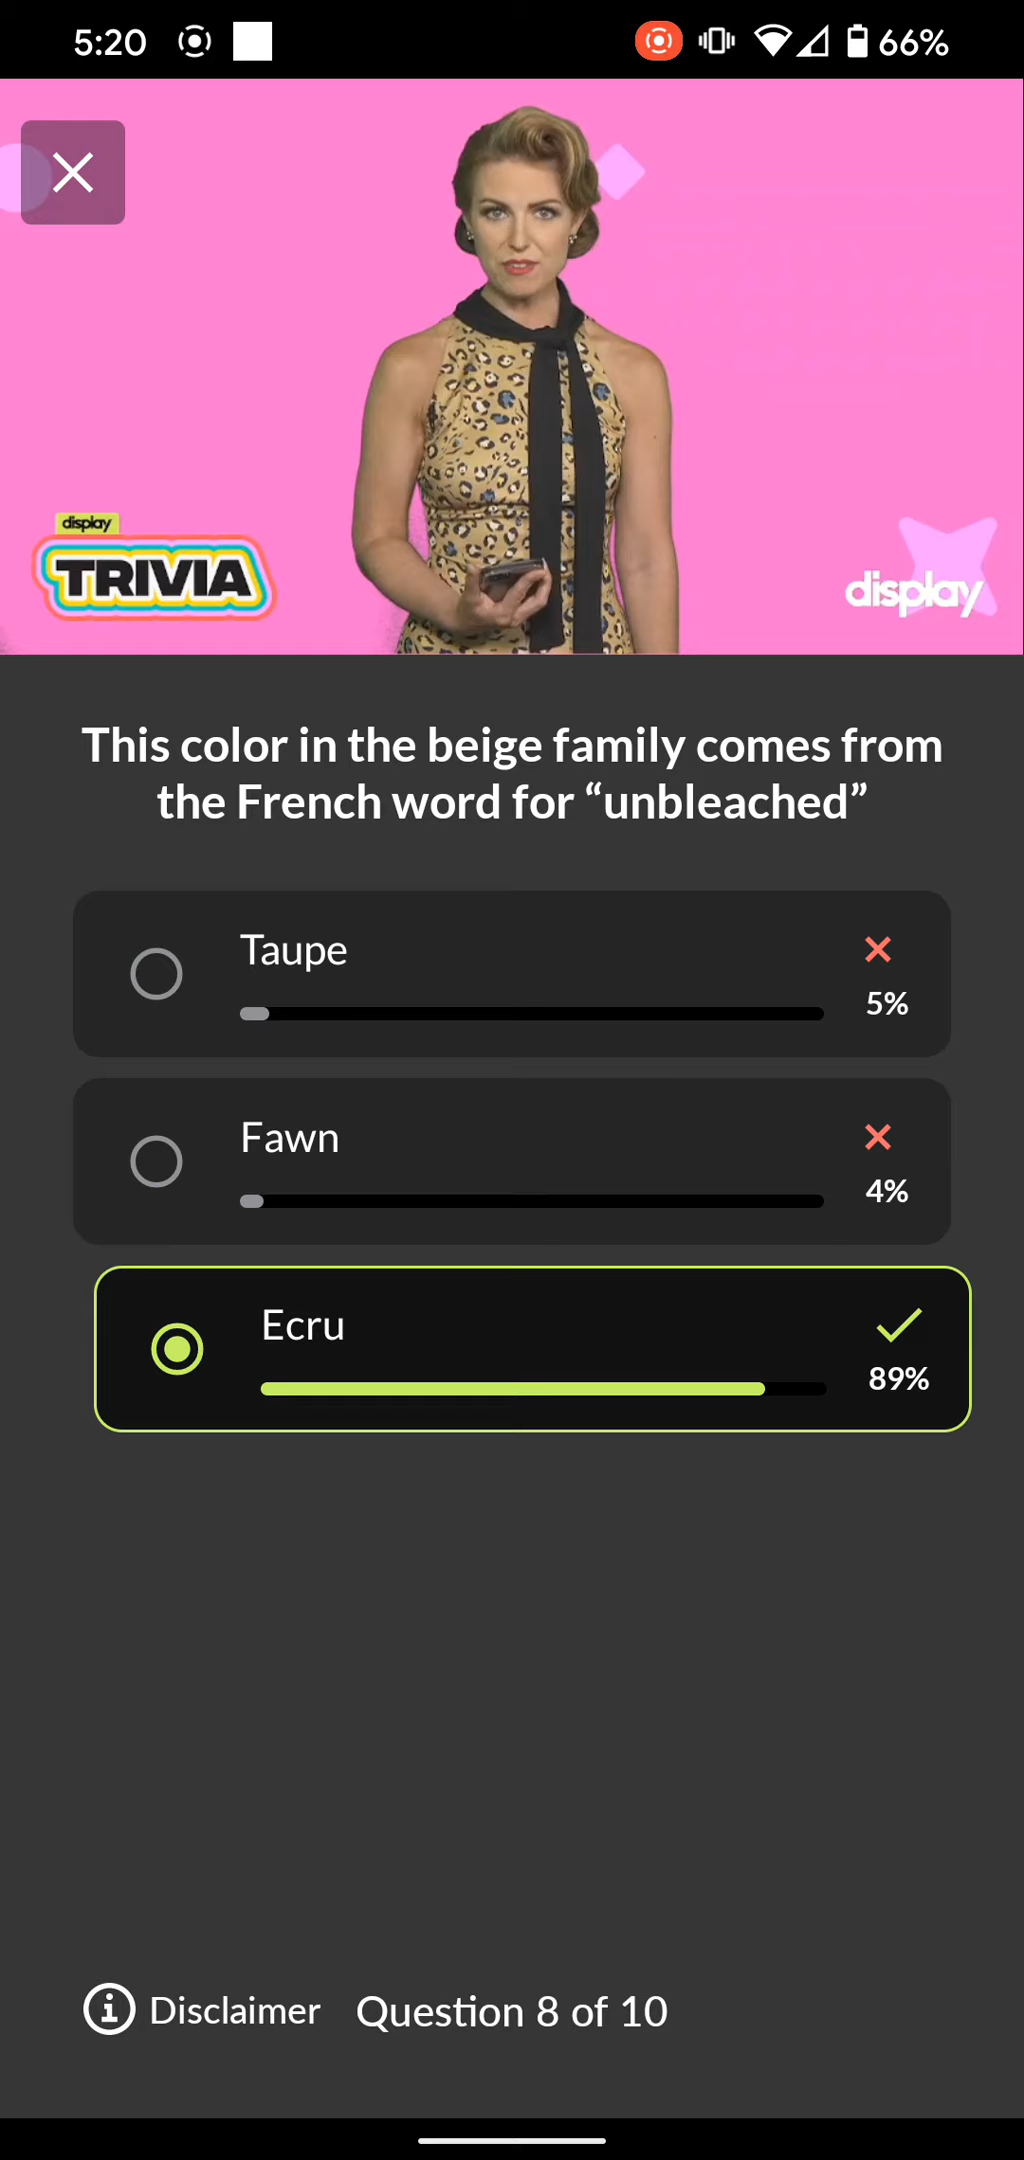 5:20
66%
display
TRIVIA
display
This color in the beige family comes from
the French word for “unbleached”
Taupe
5%
Fawn
4%
Ecru
89%
Disclaimer
Question 8 of 10